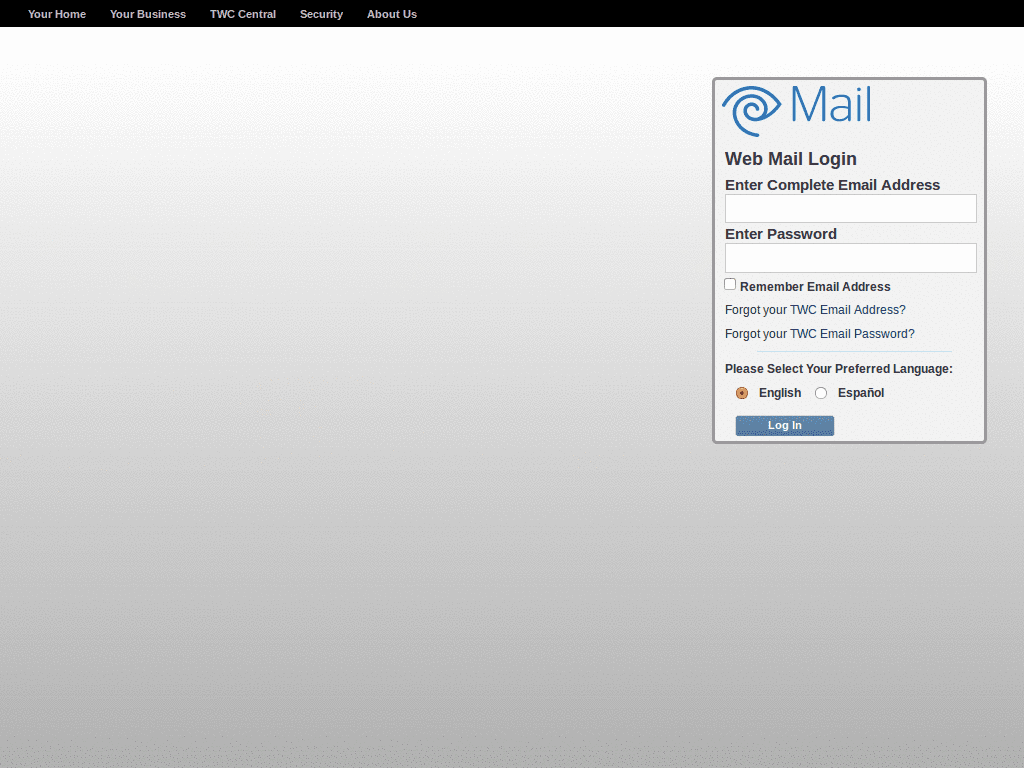 Your Home Your Business TWC Central Security About Us
Mail
Web Mail Login
Enter Complete Email Address
Enter Password
Remember Email Address
Forgot your TWC Email Address?
Forgot your TWC Email Password?
Please Select Your Preferred Language:
English Español
Log In